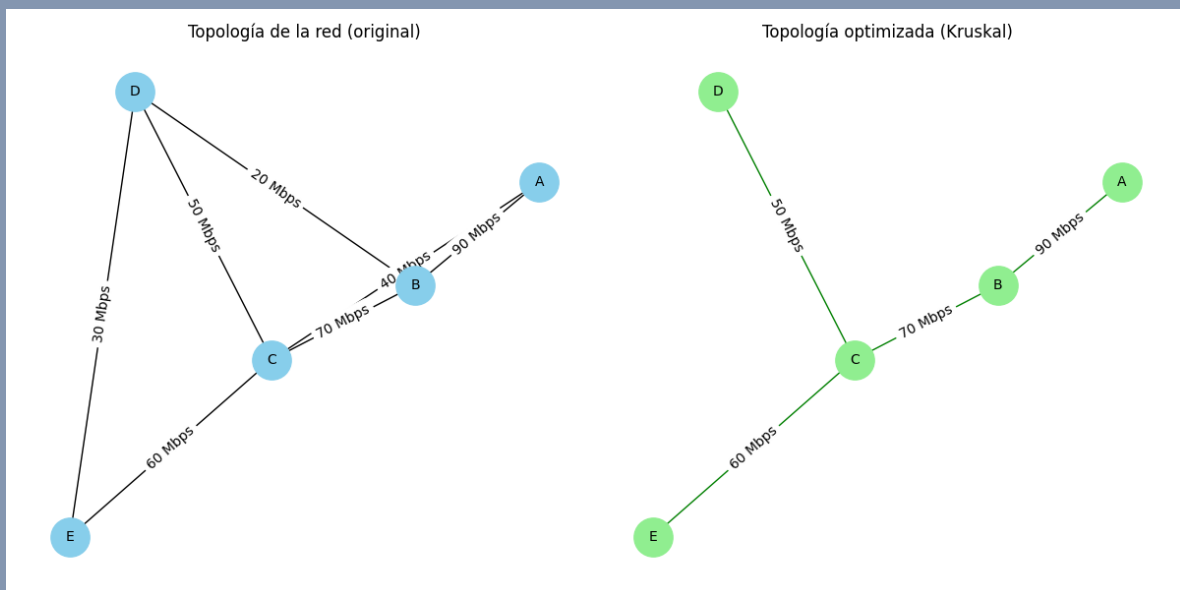 Topología de la red (original)
D
A
20 Mbps
50 Mbps
90 Mbps
40 Mbps
B
30 Mbps
70 Mbps
C
60 Mbps
E
Topología optimizada (Kruskal)
D
A
50 Mbps
90 Mbps
B
70 Mbps
C
60 Mbps
E